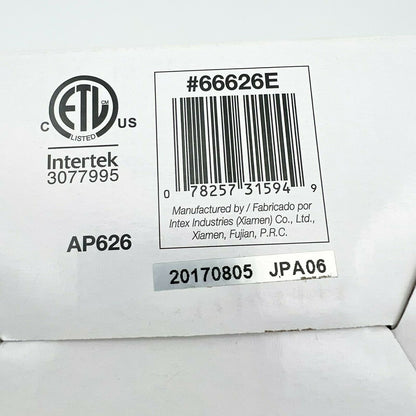 #66626E
ETL CM
C US
LISTED
Intertek
3077995
0 78257 31594 9
Manufactured by / Fabricado por
Intex Industries (Xiamen) Co., Ltd.,
Xiamen, Fujian, P.R.C.
AP626
20170805 JPA06